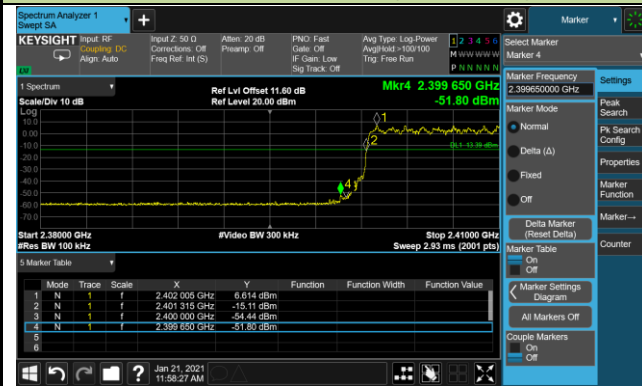 Spectrum Analyzer 1
Swept SA
Marker
KEYSIGHT Input: RF Input Z: 50 Ω Atten: 20 dB PNO: Fast Avg Type: Log-Power 1 2 3 4 5 6
Coupling: DC Corrections: Off Preamp: Off Gate: Off Avg|Hold:>100/100 M W W W W W
Align: Auto Freq Ref: Int (S) IF Gain: Low Trig: Free Run
Sig Track: Off P N N N N N
Select Marker
Marker 4
1 Spectrum
Scale/Div 10 dB
Ref Lvl Offset 11.60 dB
Ref Level 20.00 dBm
Mkr4 2.399 650 GHz
-51.80 dBm
Log
10.0
0.00
-10.0
-20.0
-30.0
-40.0
-50.0
-60.0
-70.0
1
2
4
DL1 -13.39 dBm
Start 2.38000 GHz #Video BW 300 kHz Stop 2.41000 GHz
#Res BW 100 kHz Sweep 2.93 ms (2001 pts)
5 Marker Table
Mode Trace Scale X Y Function Function Width Function Value
1 N 1 f 2.402 005 GHz 6.614 dBm
2 N 1 f 2.401 315 GHz -15.11 dBm
3 N 1 f 2.400 000 GHz -54.44 dBm
4 N 1 f 2.399 650 GHz -51.80 dBm
5
6
Marker Frequency
2.399650000 GHz
Marker Mode
Normal
Delta (Δ)
Fixed
Off
Delta Marker
(Reset Delta)
Marker Table
On
Off
Marker Settings
Diagram
All Markers Off
Couple Markers
On
Off
Settings
Peak
Search
Pk Search
Config
Properties
Marker
Function
Marker→
Counter
Jan 21, 2021
11:58:27 AM